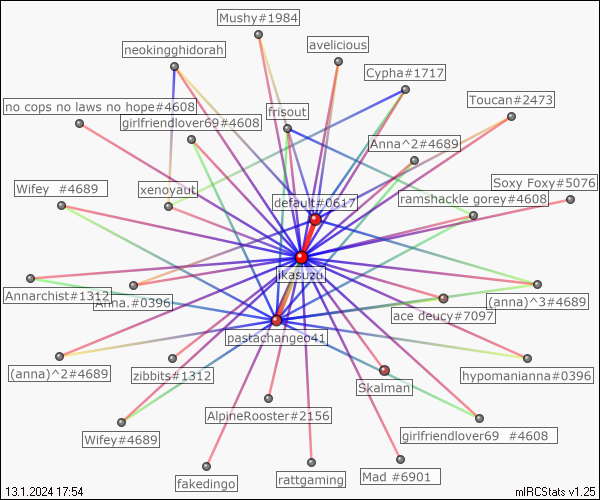 Mushy#1984
neokingghidorah
avelicious
Cypha#1717
Toucan#2473
no cops no laws no hope#4608
frisout
girlfriendlover69#4608
Anna^2#4689
Soxy Foxy#5076
Wifey  #4689
xenoyaut
default#0617
ramshackle gorey#4608
jkasuzu
Annarchist#1312
Anna.#0396
(anna)^3#4689
ace deucy#7097
pastachangeo41
(anna)^2#4689
zibbits#1312
Skalman
hypomanianna#0396
AlpineRooster#2156
Wifey#4689
girlfriendlover69  #4608
fakedingo
rattgaming
Mad #6901
13.1.2024 17:54
mIRCStats v1.25